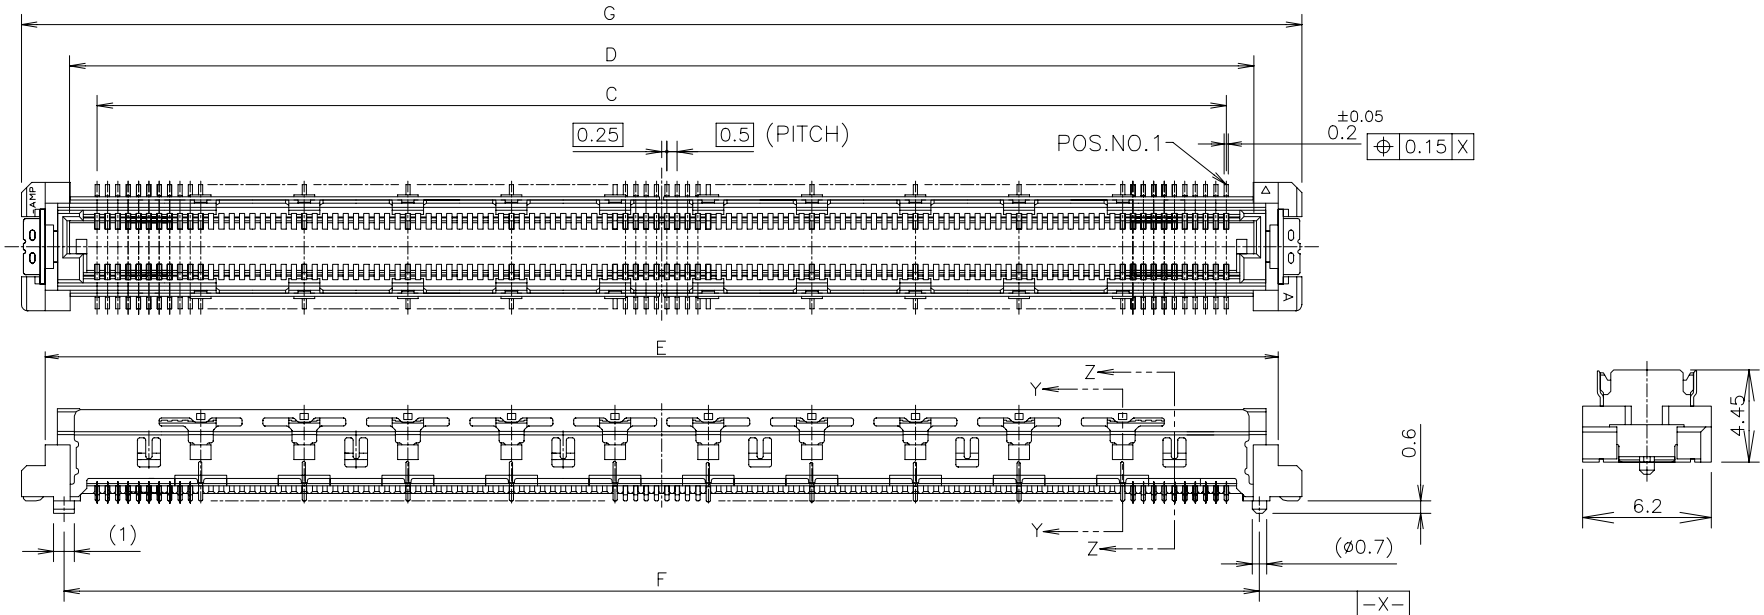 G
D
C
0.25
0.5 (PITCH)
POS.NO.1
±0.05
0.2
⌖ 0.15 X
AMP
A
E
Z
Y
4.45
0.6
6.2
(1)
Y
Z
(ø0.7)
F
-X-